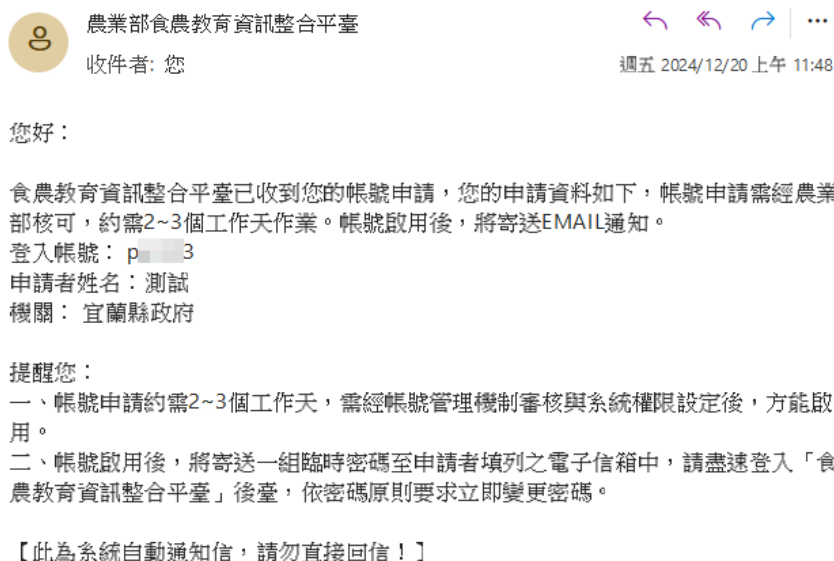 農業部食農教育資訊整合平臺
收件者: 您
週五 2024/12/20 上午 11:48
您好：
食農教育資訊整合平臺已收到您的帳號申請，您的申請資料如下，帳號申請需經農業
部核可，約需2~3個工作天作業。帳號啟用後，將寄送EMAIL通知。
登入帳號： p 3
申請者姓名：測試
機關： 宜蘭縣政府
提醒您：
一、帳號申請約需2~3個工作天，需經帳號管理機制審核與系統權限設定後，方能啟
用。
二、帳號啟用後，將寄送一組臨時密碼至申請者填列之電子信箱中，請盡速登入「食
農教育資訊整合平臺」後臺，依密碼原則要求立即變更密碼。
【此為系統自動通知信，請勿直接回信！】